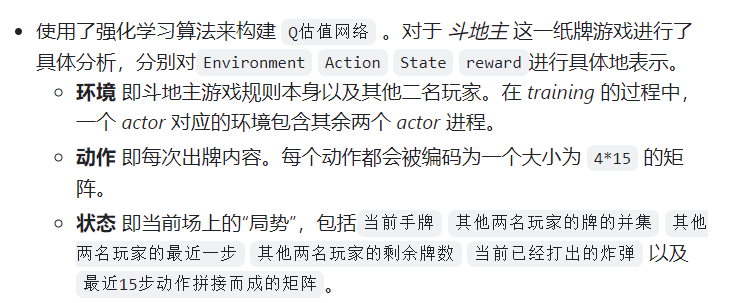 使用了强化学习算法来构建 Q估值网络 。对于 斗地主 这一纸牌游戏进行了
具体分析，分别对 Environment Action State reward 进行具体地表示。
环境 即斗地主游戏规则本身以及其他二名玩家。在 training 的过程中，
一个 actor 对应的环境包含其余两个 actor 进程。
动作 即每次出牌内容。每个动作都会被编码为一个大小为 4*15 的矩
阵。
状态 即当前场上的“局势”，包括 当前手牌 其他两名玩家的牌的并集 其他
两名玩家的最近一步 其他两名玩家的剩余牌数 当前已经打出的炸弹 以及
最近15步动作拼接而成的矩阵 。